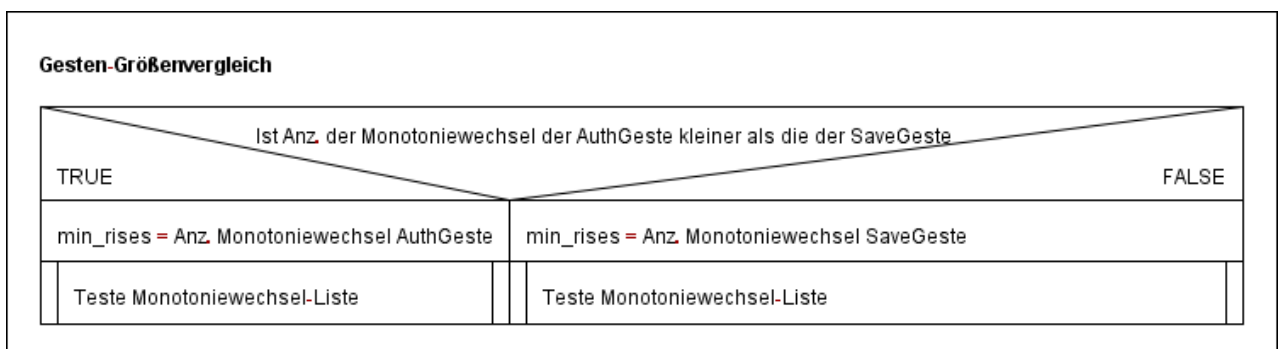 Gesten-Größenvergleich
Ist Anz. der Monotoniewechsel der AuthGeste kleiner als die der SaveGeste
TRUE
FALSE
min_rises = Anz. Monotoniewechsel AuthGeste
min_rises = Anz. Monotoniewechsel SaveGeste
Teste Monotoniewechsel-Liste
Teste Monotoniewechsel-Liste